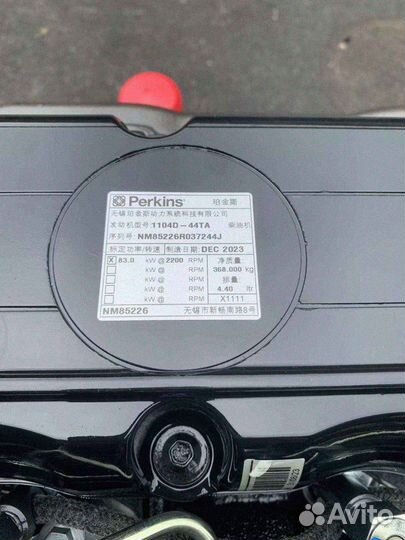 Perkins 珀金斯
无锡珀金斯动力系统科技有限公司
发动机型号:1104D-44TA 柴油机
序列号: NM85226R037244J
标定功率/转速 制造日期: DEC 2023
X 83.0 kW@ 2200 RPM 净质量
kW@ RPM 368.000 kg
kW@ RPM 排量
kW@ RPM 4.40 ltr
kW@ RPM X1111
NM85226 无锡市新畅南路8号
Avito